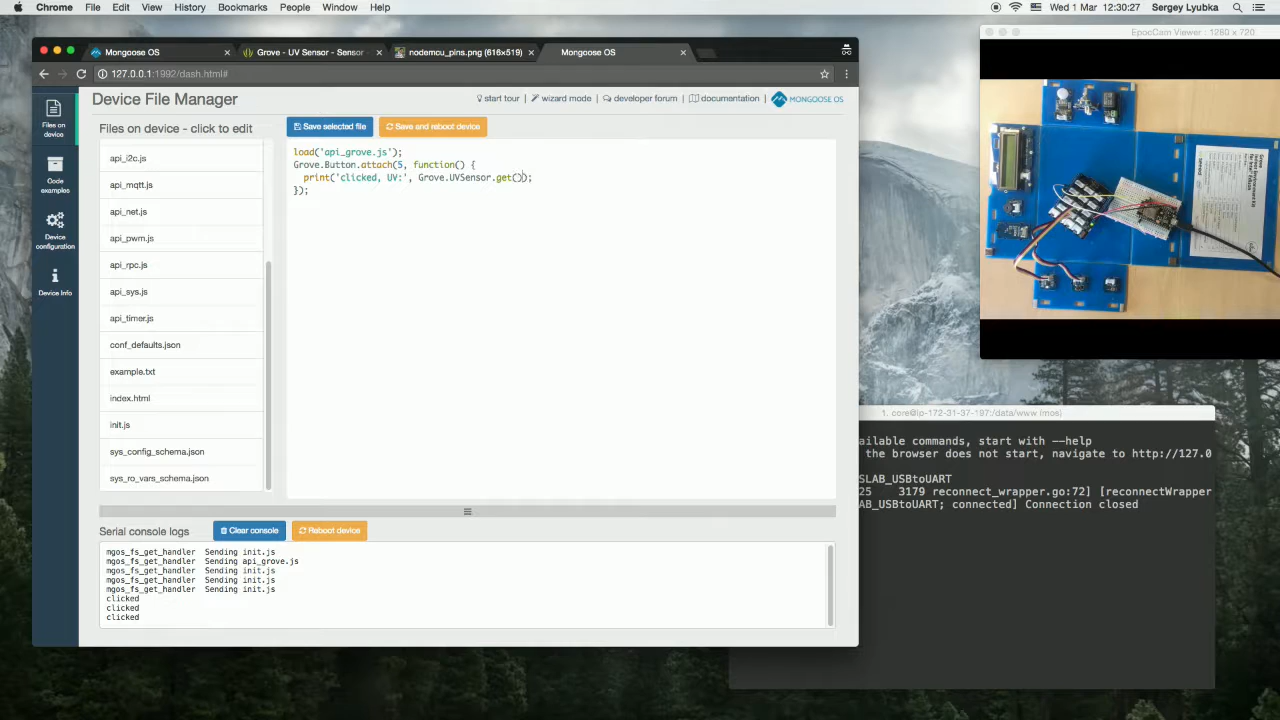 Chrome File Edit View History Bookmarks People Window Help
Wed 1 Mar 12:30:27 Sergey Lyubka
Mongoose OS
Grove - UV Sensor - Sensor
nodemcu_pins.png (616x519)
Mongoose OS
127.0.0.1:1992/dash.html#
EpocCam Viewer : 1280 x 720
Device File Manager
start tour wizard mode developer forum documentation MONGOOSE OS
Files on device
Code examples
Device configuration
Device Info
Files on device - click to edit
Save selected file
Save and reboot device
api_i2c.js
api_mqtt.js
api_net.js
api_pwm.js
api_rpc.js
api_sys.js
api_timer.js
conf_defaults.json
example.txt
index.html
init.js
sys_config_schema.json
sys_ro_vars_schema.json
load('api_grove.js');
Grove.Button.attach(5, function() {
print('clicked, UV:', Grove.UVSensor.get());
});
Serial console logs
Clear console
Reboot device
mgos_fs_get_handler Sending init.js
mgos_fs_get_handler Sending api_grove.js
mgos_fs_get_handler Sending init.js
mgos_fs_get_handler Sending init.js
mgos_fs_get_handler Sending init.js
clicked
clicked
clicked
1. core@ip-172-31-37-197:/data/www (mos)
ailable commands, start with --help
the browser does not start, navigate to http://127.0
SLAB_USBtoUART
25 3179 reconnect_wrapper.go:72] [reconnectWrapper
AB_USBtoUART; connected] Connection closed